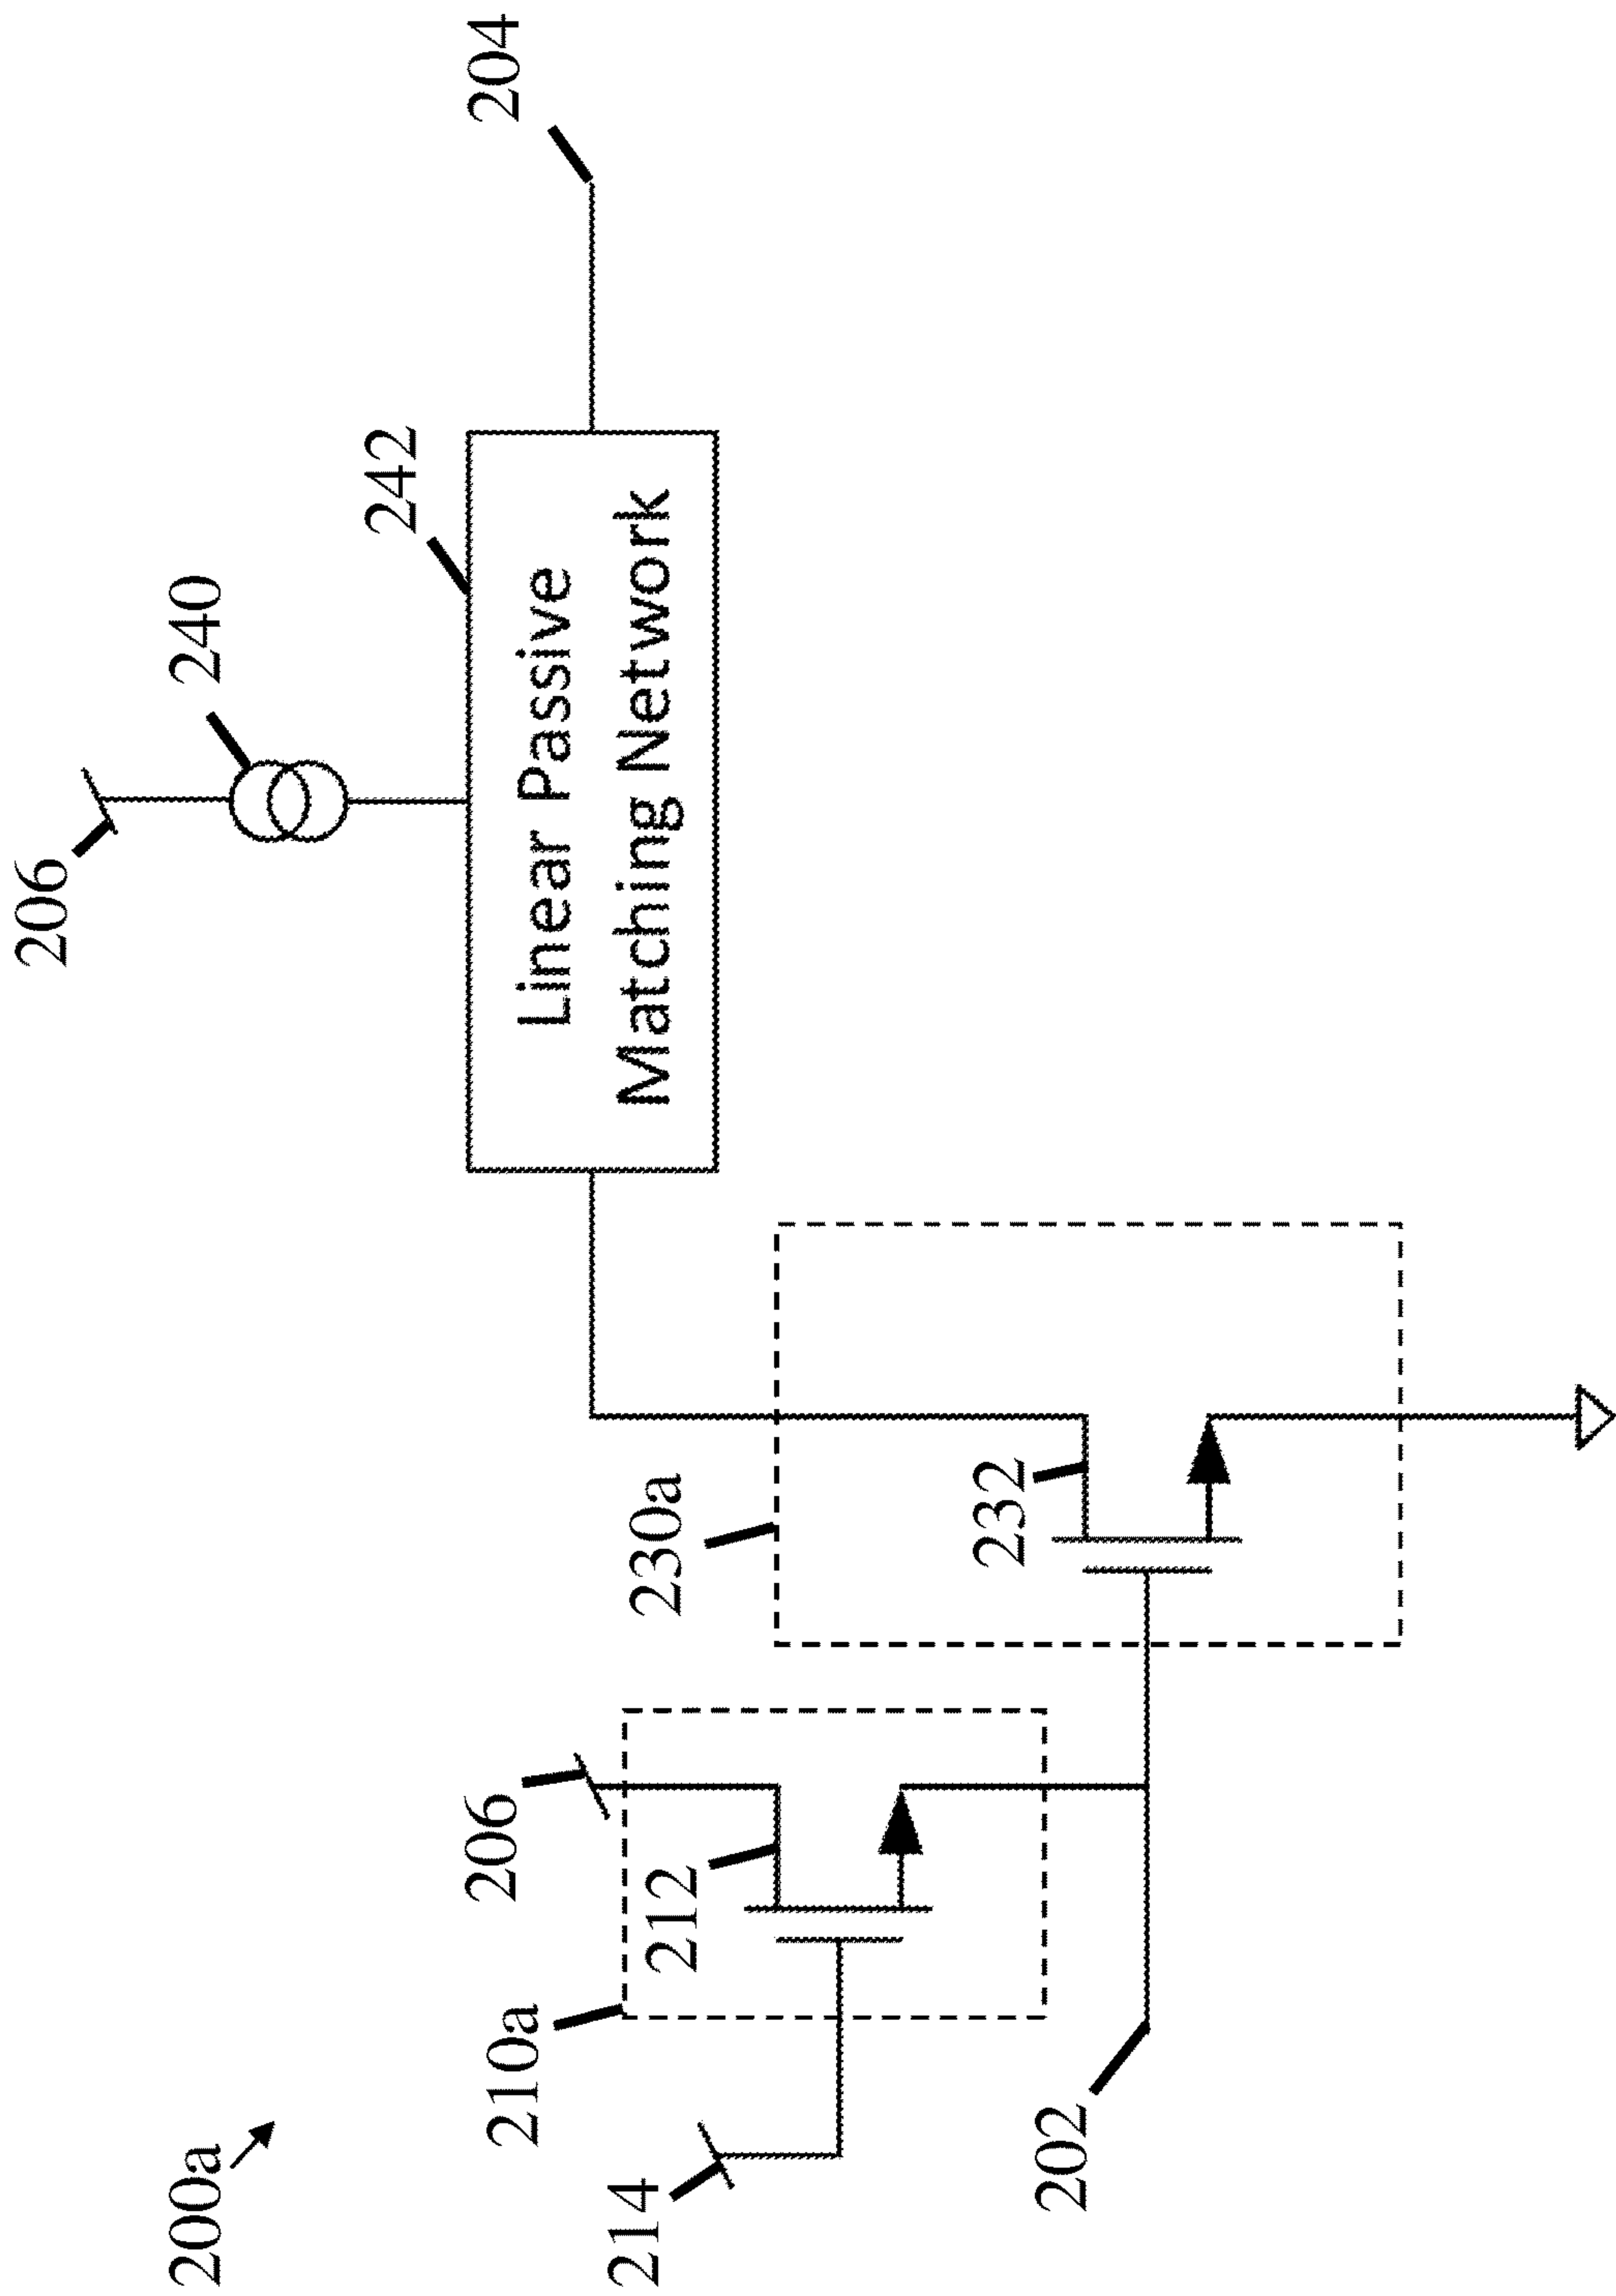 200a
206
240
242
204
Linear Passive
Matching Network
206
230a
210a
212
214
232
202